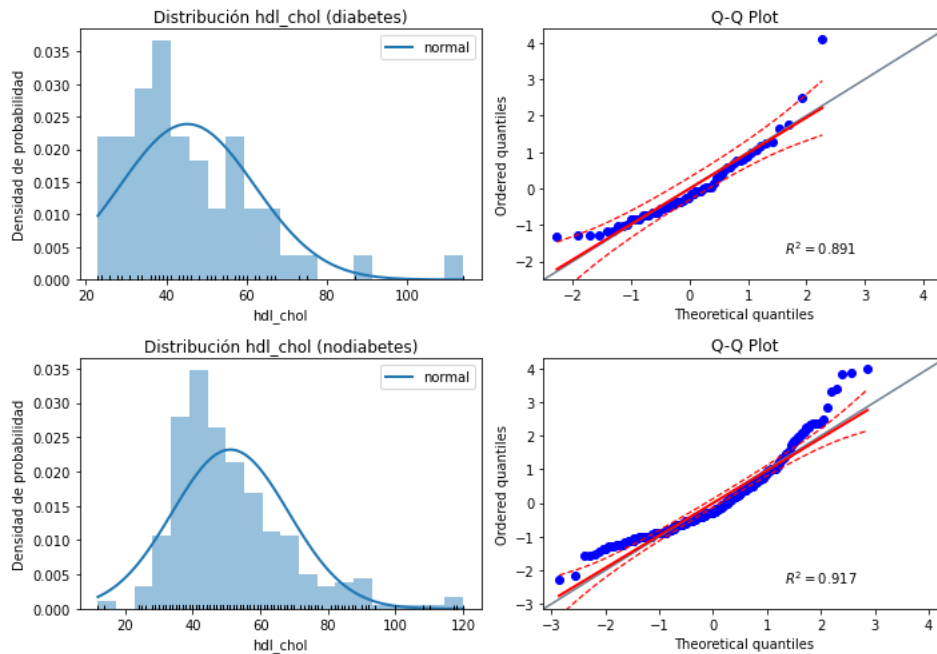 Distribución hdl_chol (diabetes)
normal
Densidad de probabilidad
0.035
0.030
0.025
0.020
0.015
0.010
0.005
0.000
20 40 60 80 100
hdl_chol
Q-Q Plot
Ordered quantiles
4
3
2
1
0
−1
−2
R² = 0.891
−2 −1 0 1 2 3 4
Theoretical quantiles
Distribución hdl_chol (nodiabetes)
normal
Densidad de probabilidad
0.035
0.030
0.025
0.020
0.015
0.010
0.005
0.000
20 40 60 80 100 120
hdl_chol
Q-Q Plot
Ordered quantiles
4
3
2
1
0
−1
−2
−3
R² = 0.917
−3 −2 −1 0 1 2 3 4
Theoretical quantiles